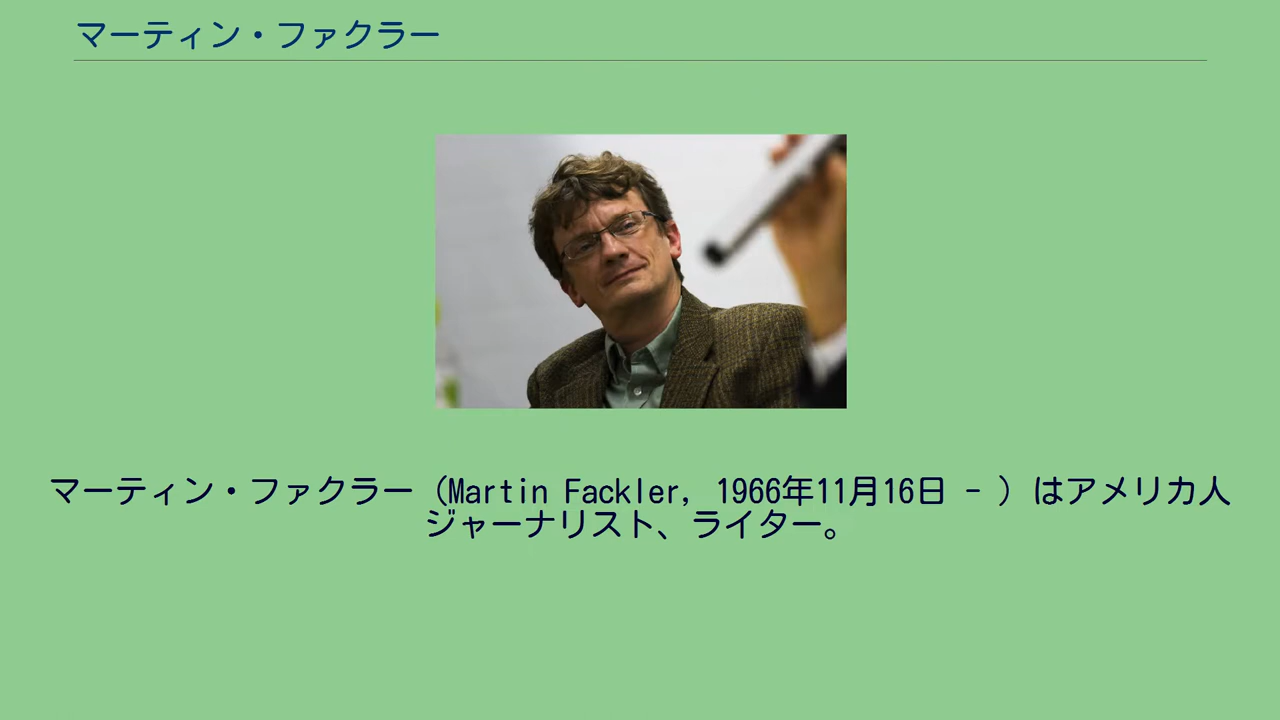 マーティン・ファクラー
マーティン・ファクラー（Martin Fackler, 1966年11月16日 - ）はアメリカ人
ジャーナリスト、ライター。